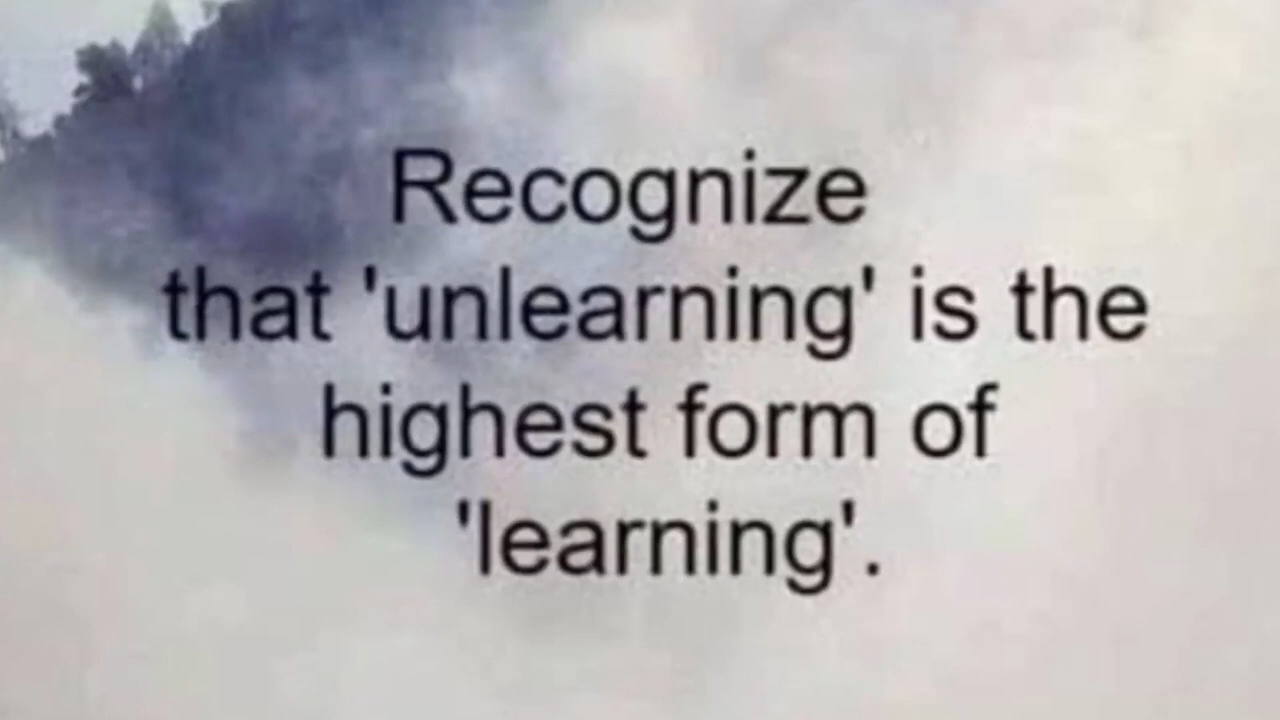 Recognize
that 'unlearning' is the
highest form of
'learning'.